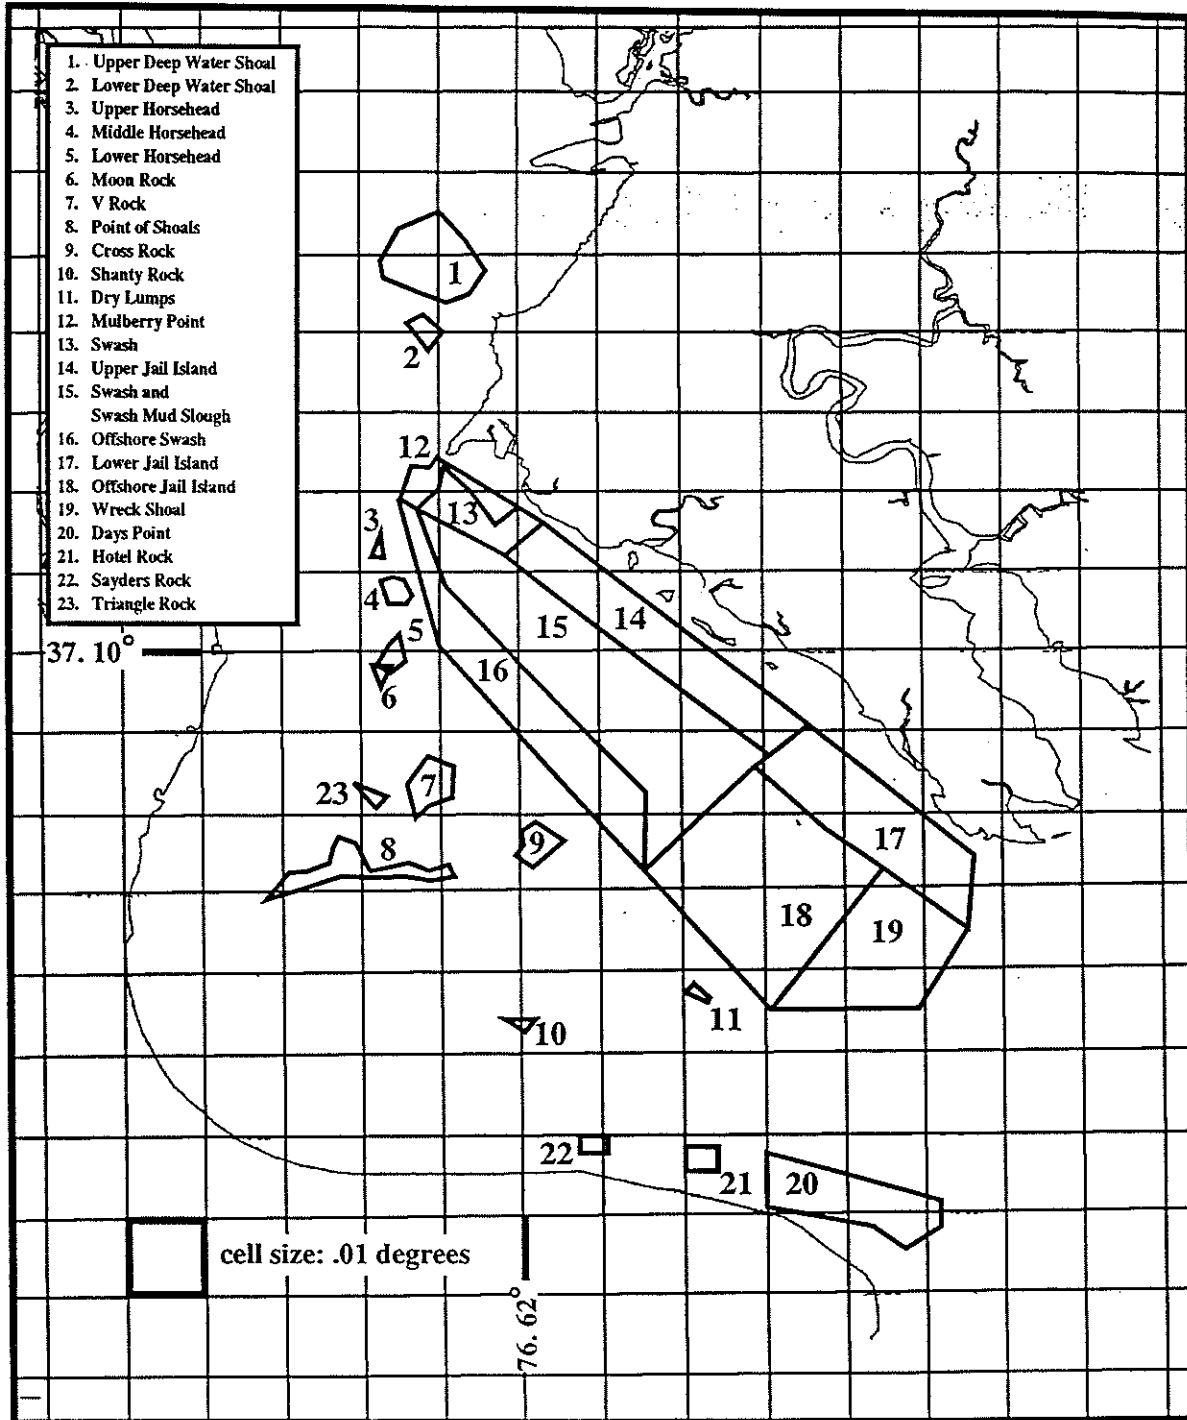 1. Upper Deep Water Shoal
2. Lower Deep Water Shoal
3. Upper Horsehead
4. Middle Horsehead
5. Lower Horsehead
6. Moon Rock
7. V Rock
8. Point of Shoals
9. Cross Rock
10. Shanty Rock
11. Dry Lumps
12. Mulberry Point
13. Swash
14. Upper Jail Island
15. Swash and
Swash Mud Slough
16. Offshore Swash
17. Lower Jail Island
18. Offshore Jail Island
19. Wreck Shoal
20. Days Point
21. Hotel Rock
22. Sayders Rock
23. Triangle Rock
1
2
12
3
13
4
14
15
5
16
37. 10°
6
23
7
17
8
9
18
19
11
10
22
21
20
cell size: .01 degrees
76. 62°